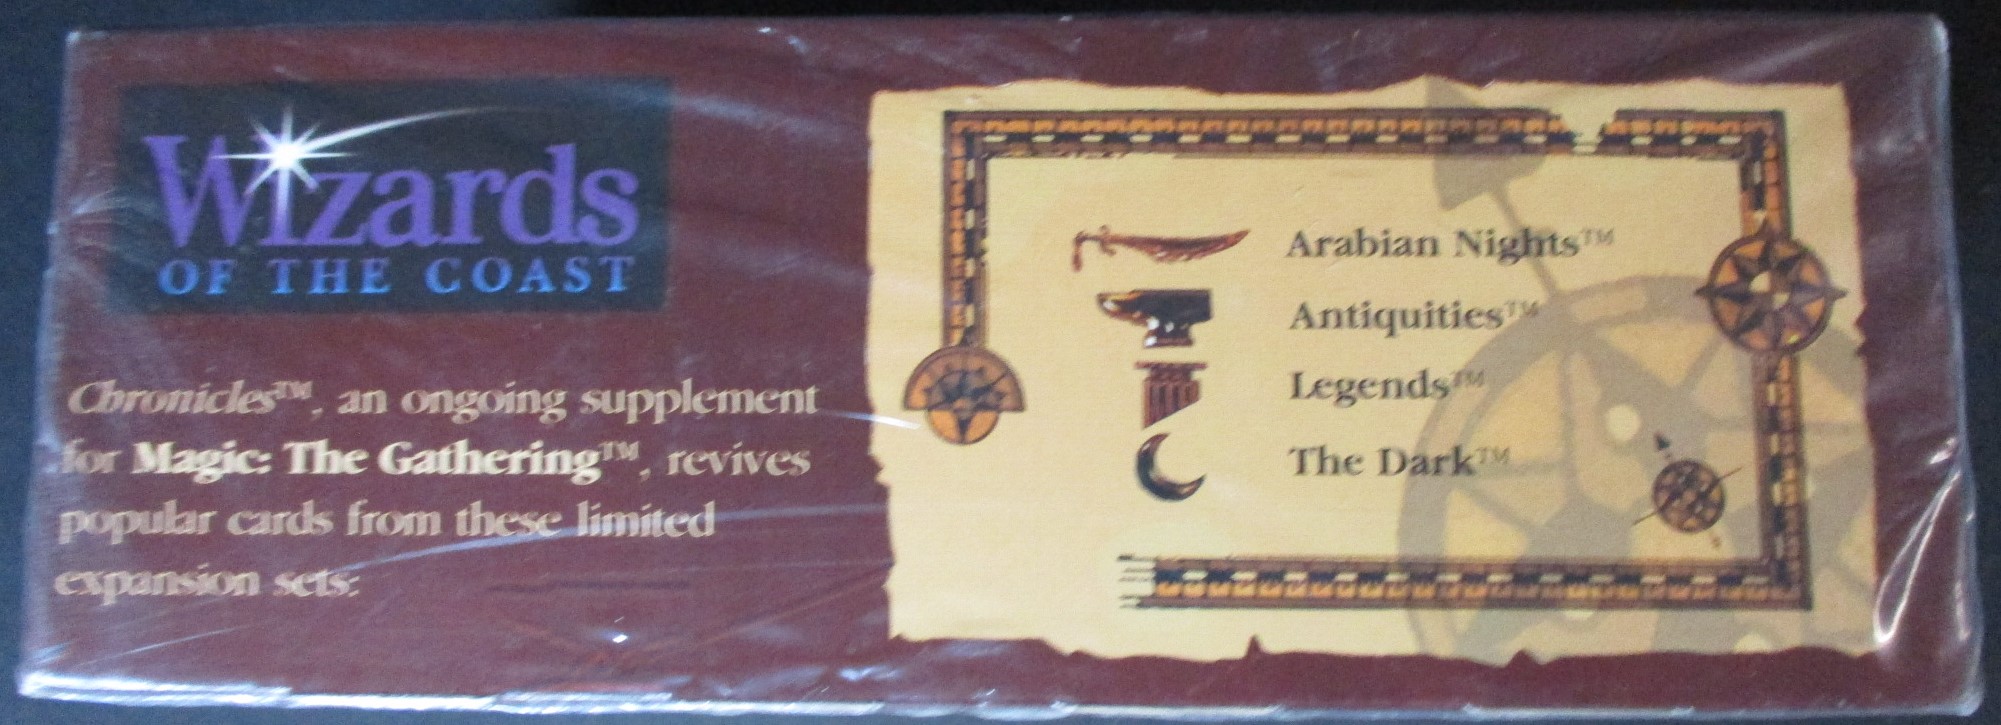 Wizards
OF THE COAST
Chronicles™, an ongoing supplement
for Magic: The Gathering™, revives
popular cards from these limited
expansion sets:
Arabian Nights™
Antiquities™
Legends™
The Dark™